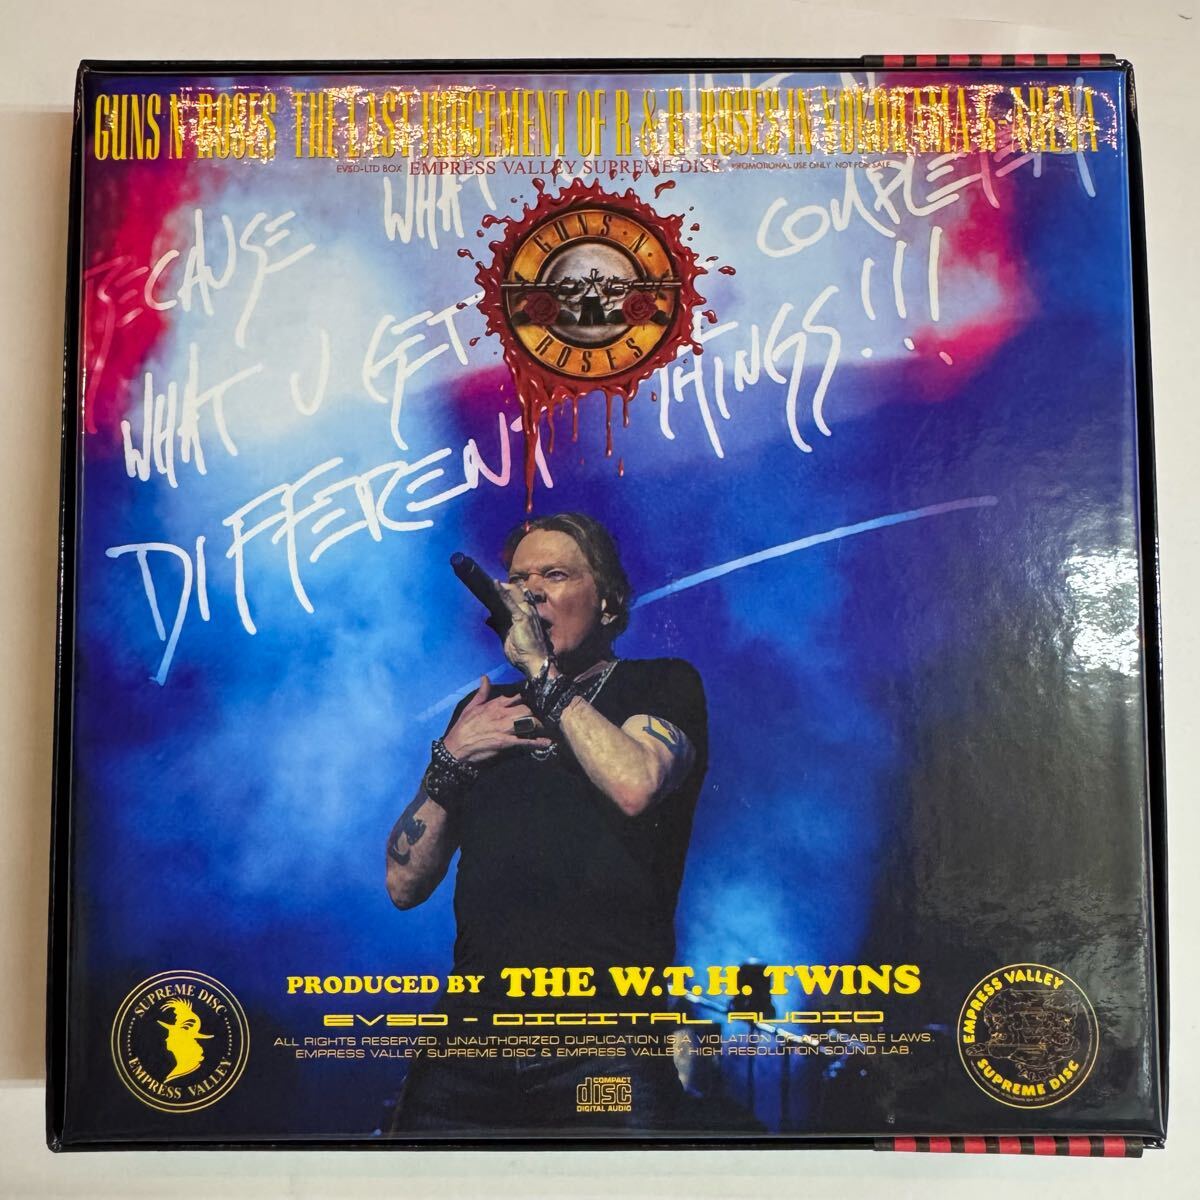 GUNS N' ROSES THE LAST JUDGEMENT OF R & R ROSES IN YOKOHAMA K-ARENA
EVSD-LTD BOX EMPRESS VALLEY SUPREME DISK PROMOTIONAL USE ONLY NOT FOR SALE
BECAUSE WHAT
COMPLETELY
WHAT U GET
DIFFERENT THINGS!!!
GUNS N'
ROSES
PRODUCED BY THE W.T.H. TWINS
EVSD - DIGITAL AUDIO
ALL RIGHTS RESERVED. UNAUTHORIZED DUPLICATION IS A VIOLATION OF APPLICABLE LAWS.
EMPRESS VALLEY SUPREME DISC & EMPRESS VALLEY HIGH RESOLUTION SOUND LAB.
COMPACT
disc
DIGITAL AUDIO
SUPREME DISC
EMPRESS VALLEY
EMPRESS VALLEY
SUPREME DISC